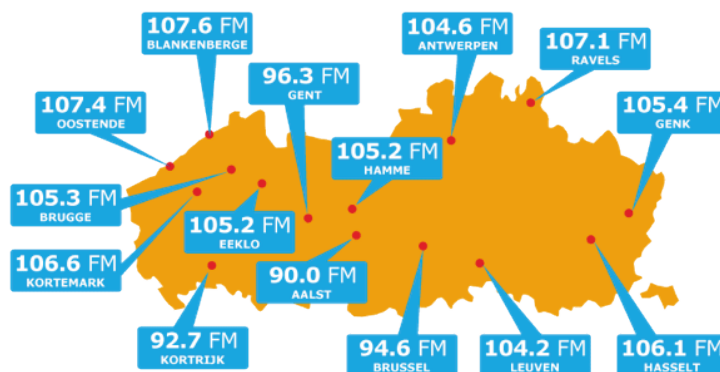 107.6 FM
BLANKENBERGE
104.6 FM
ANTWERPEN
107.1 FM
RAVELS
96.3 FM
GENT
107.4 FM
OOSTENDE
105.4 FM
GENK
105.2 FM
HAMME
105.3 FM
BRUGGE
105.2 FM
EEKLO
106.6 FM
KORTEMARK
90.0 FM
AALST
92.7 FM
KORTRIJK
94.6 FM
BRUSSEL
104.2 FM
LEUVEN
106.1 FM
HASSELT